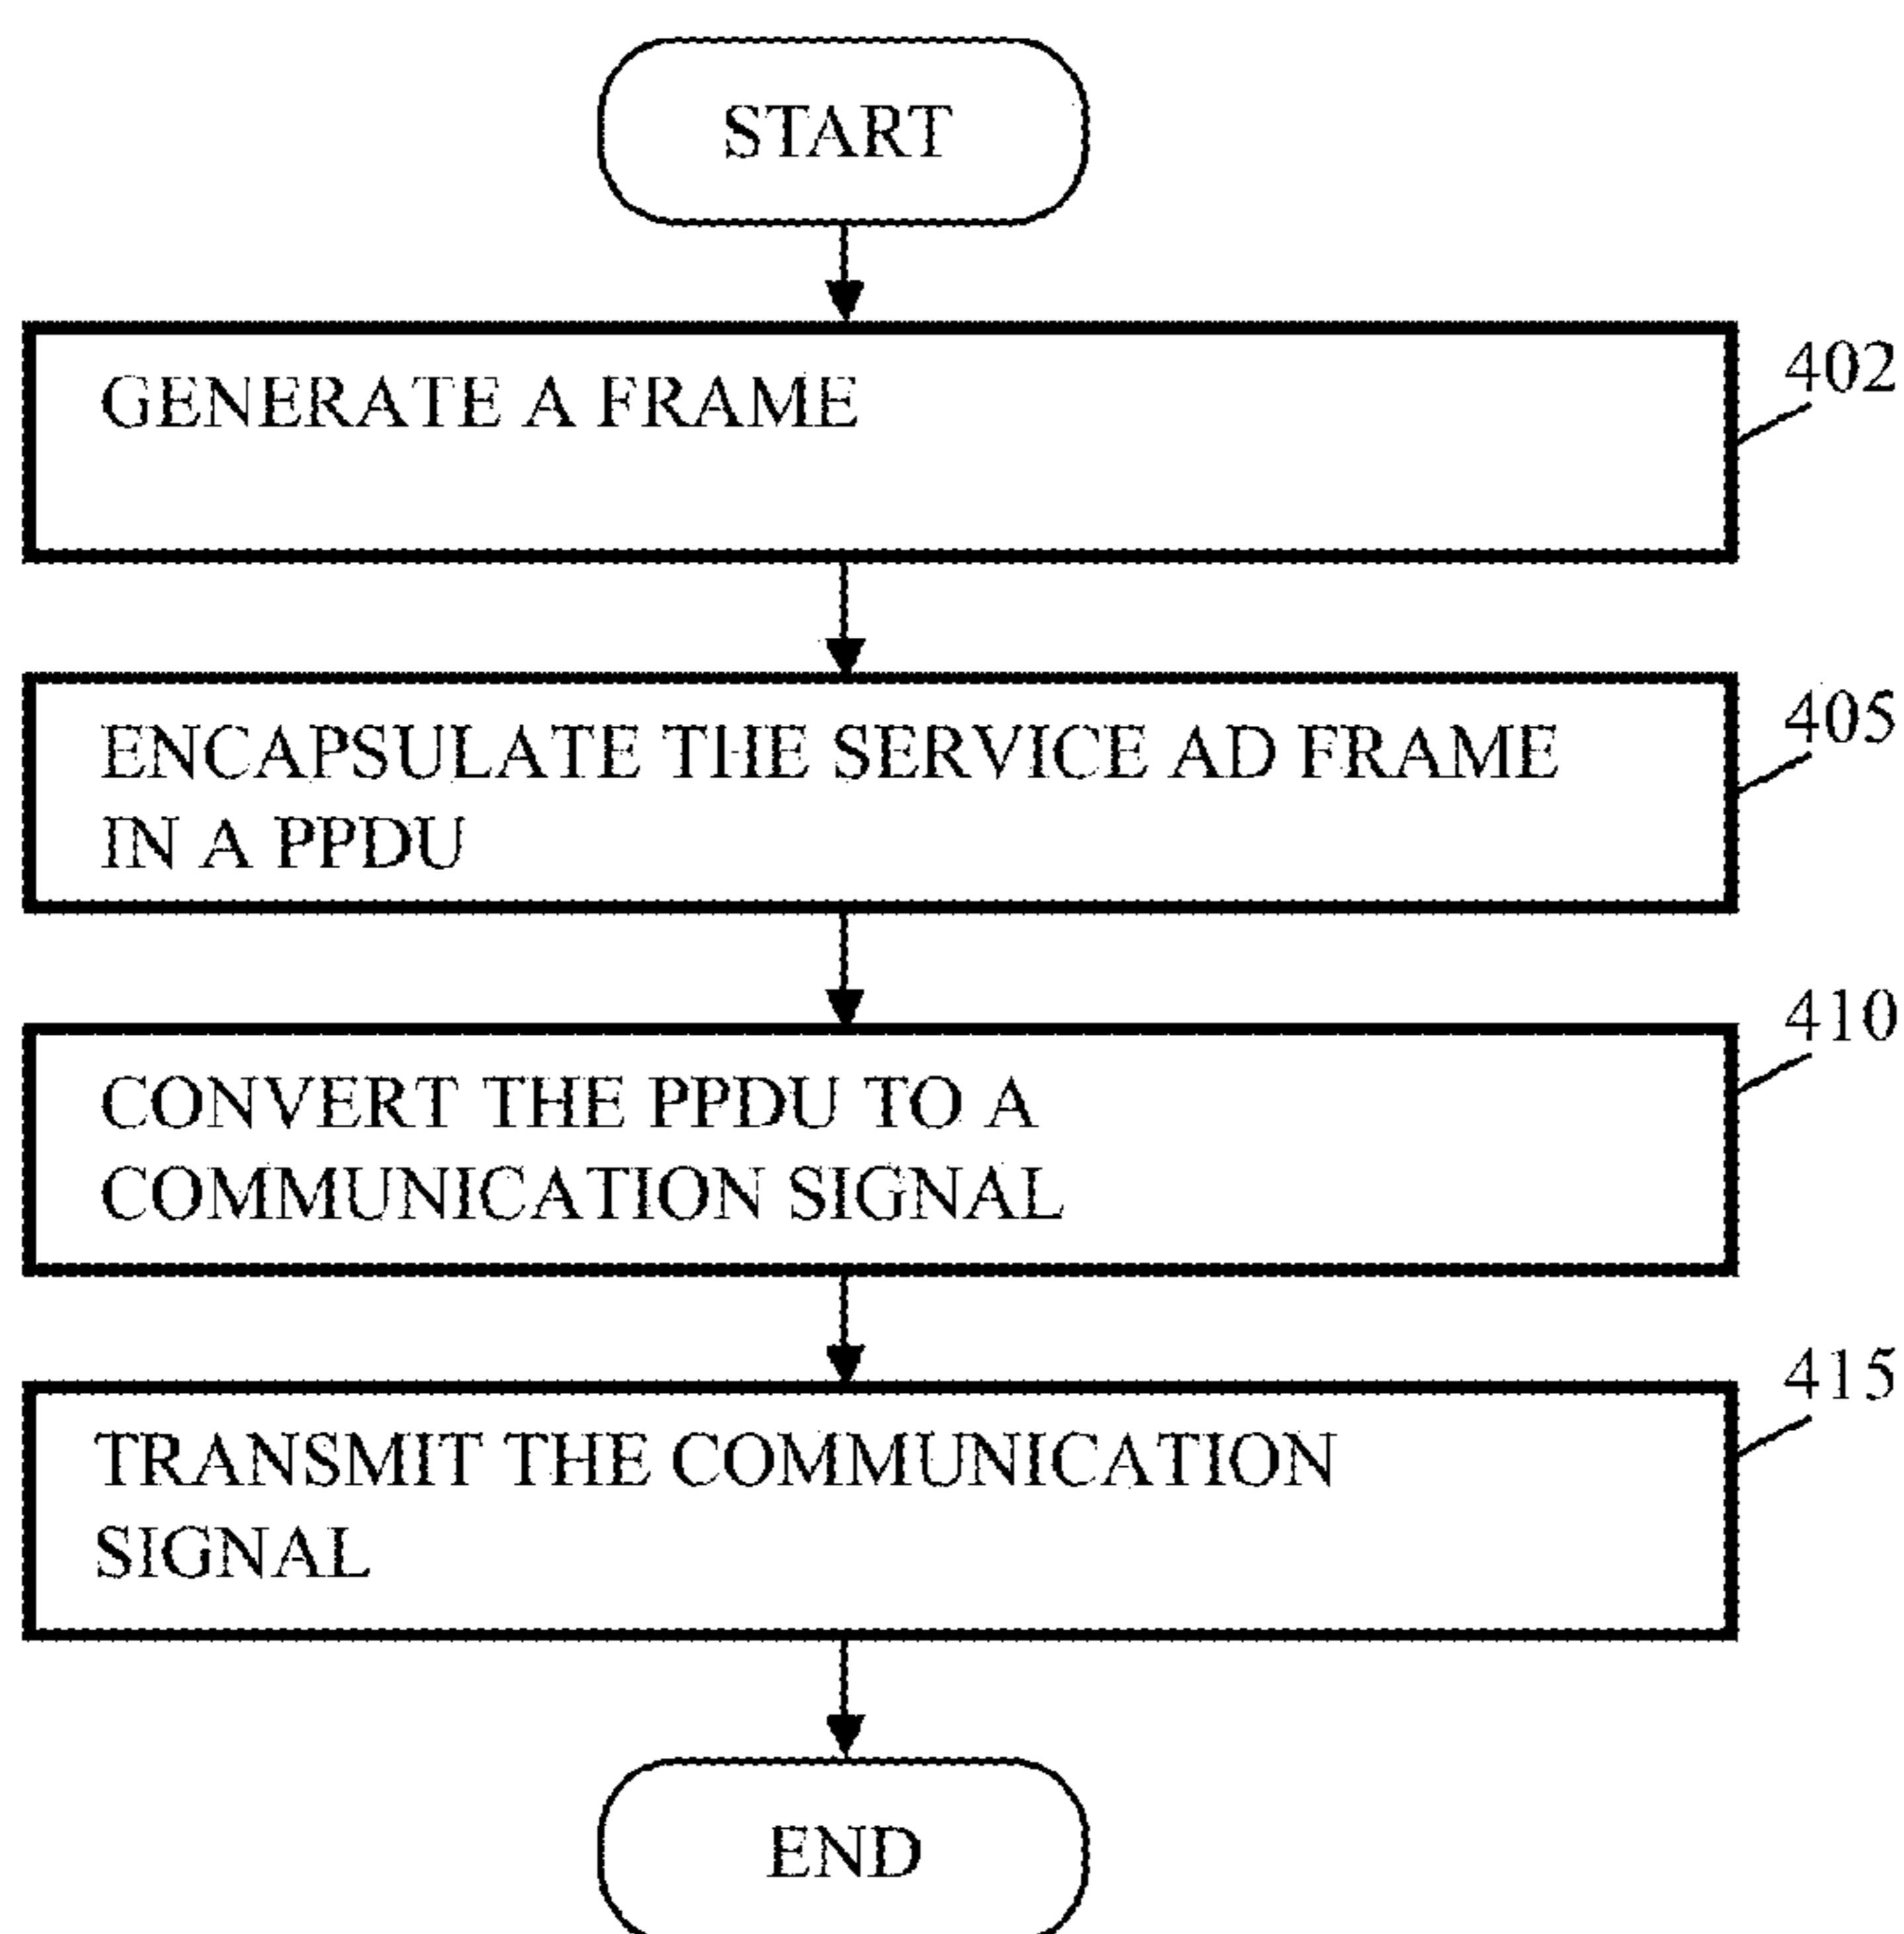 START
GENERATE A FRAME
402
ENCAPSULATE THE SERVICE AD FRAME
IN A PPDU
405
CONVERT THE PPDU TO A
COMMUNICATION SIGNAL
410
TRANSMIT THE COMMUNICATION
SIGNAL
415
END